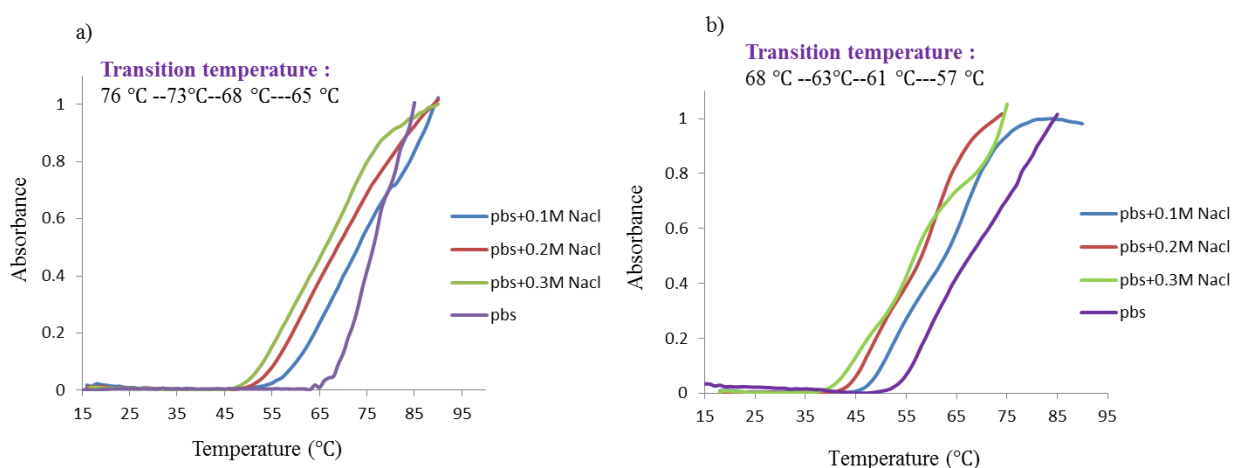 a)
Transition temperature :
76 °C --73°C--68 °C---65 °C
1
0.8
0.6
0.4
0.2
0
Absorbance
15 25 35 45 55 65 75 85 95
Temperature (°C)
pbs+0.1M Nacl
pbs+0.2M Nacl
pbs+0.3M Nacl
pbs
b)
Transition temperature :
68 °C --63°C--61 °C---57 °C
1
0.8
0.6
0.4
0.2
0
Absorbance
15 25 35 45 55 65 75 85 95
Temperature (°C)
pbs+0.1M Nacl
pbs+0.2M Nacl
pbs+0.3M Nacl
pbs